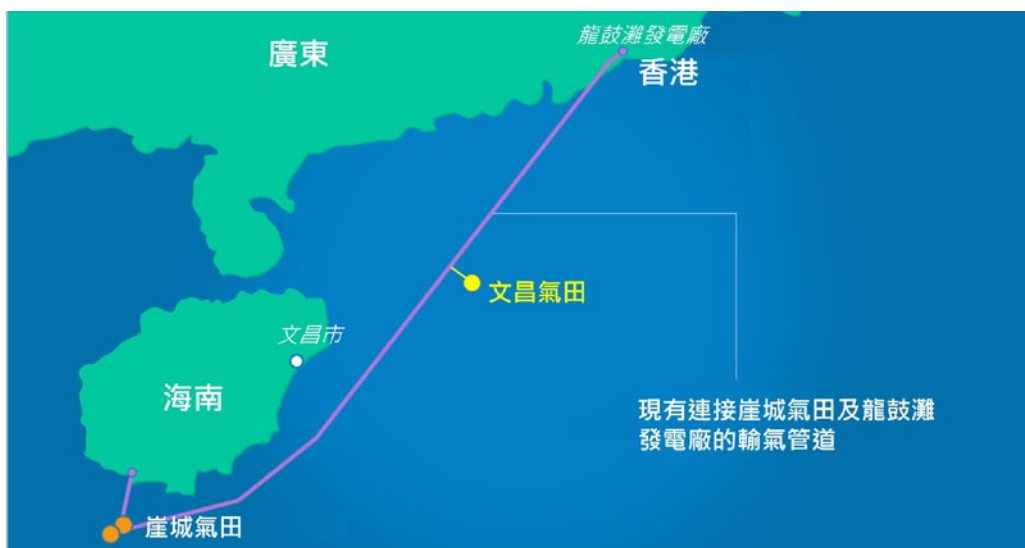 龍鼓灘發電廠
廣東
香港
文昌氣田
文昌市
海南
現有連接崖城氣田及龍鼓灘
發電廠的輸氣管道
崖城氣田